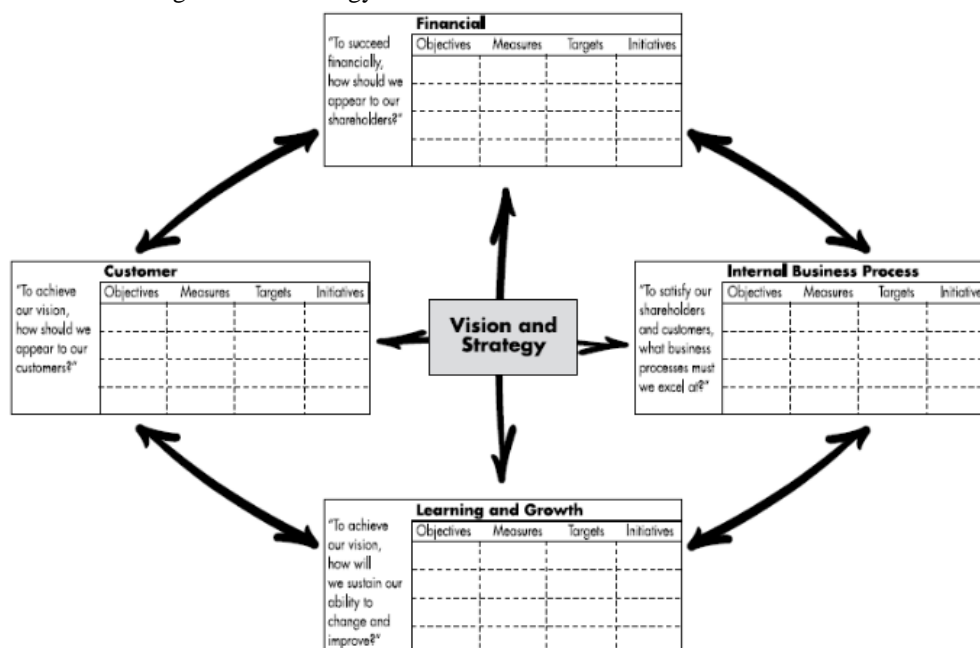 Financial
"To succeed
financially,
how should we
appear to our
shareholders?"
Objectives Measures Targets Initiatives
Customer
"To achieve
our vision,
how should we
appear to our
customers?"
Objectives Measures Targets Initiatives
Vision and
Strategy
Internal Business Process
"To satisfy our
shareholders
and customers,
what business
processes must
we excel at?"
Objectives Measures Targets Initiative
Learning and Growth
"To achieve
our vision,
how will
we sustain our
ability to
change and
improve?"
Objectives Measures Targets Initiatives